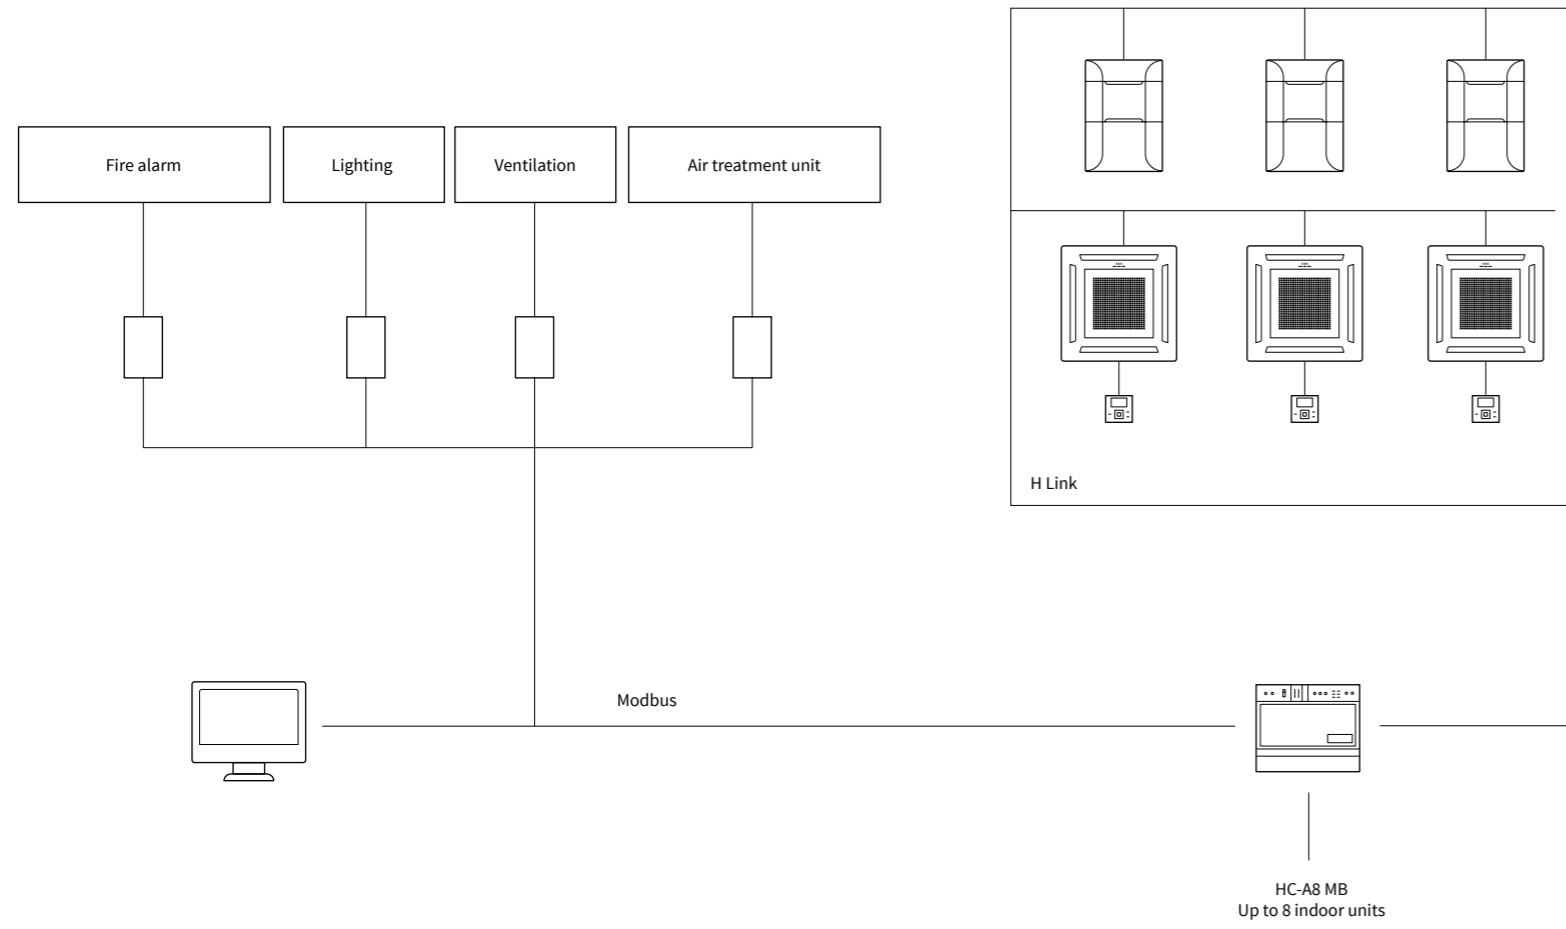 Fire alarm
Lighting
Ventilation
Air treatment unit
H Link
Modbus
HC-A8 MB
Up to 8 indoor units